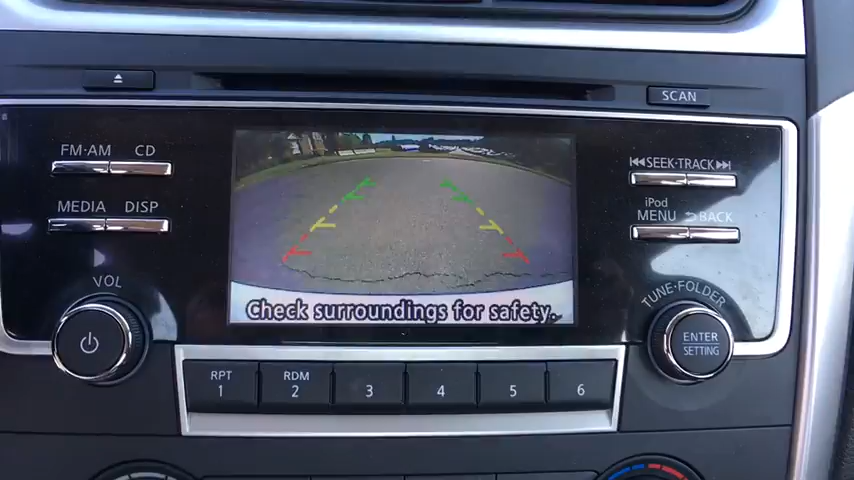 SCAN
FM·AM CD
SEEK·TRACK
MEDIA DISP
iPod
MENU BACK
VOL
TUNE·FOLDER
Check surroundings for safety.
ENTER
SETTING
RPT RDM
1 2 3 4 5 6